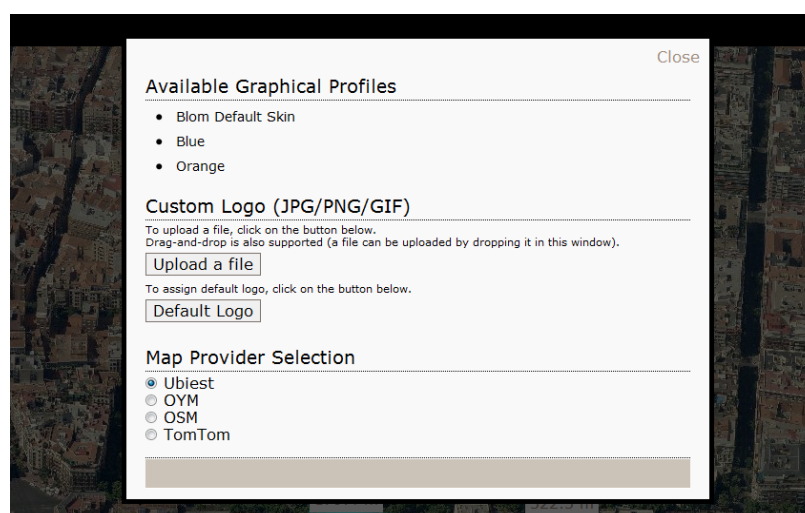 Close
Available Graphical Profiles
Blom Default Skin
Blue
Orange
Custom Logo (JPG/PNG/GIF)
To upload a file, click on the button below.
Drag-and-drop is also supported (a file can be uploaded by dropping it in this window).
Upload a file
To assign default logo, click on the button below.
Default Logo
Map Provider Selection
Ubiest
OYM
OSM
TomTom